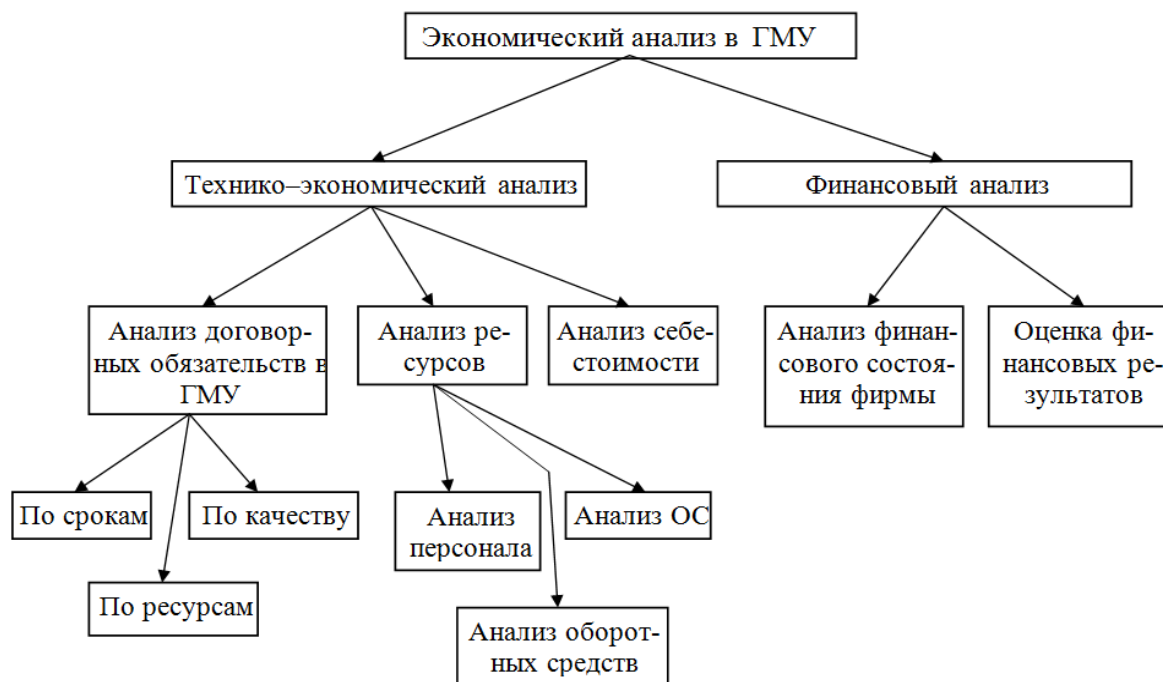 Экономический анализ в ГМУ
Технико–экономический анализ
Финансовый анализ
Анализ договор-
ных обязательств в
ГМУ
Анализ ре-
сурсов
Анализ себе-
стоимости
Анализ финан-
сового состоя-
ния фирмы
Оценка фи-
нансовых ре-
зультатов
По срокам
По качеству
Анализ
персонала
Анализ ОС
По ресурсам
Анализ оборот-
ных средств